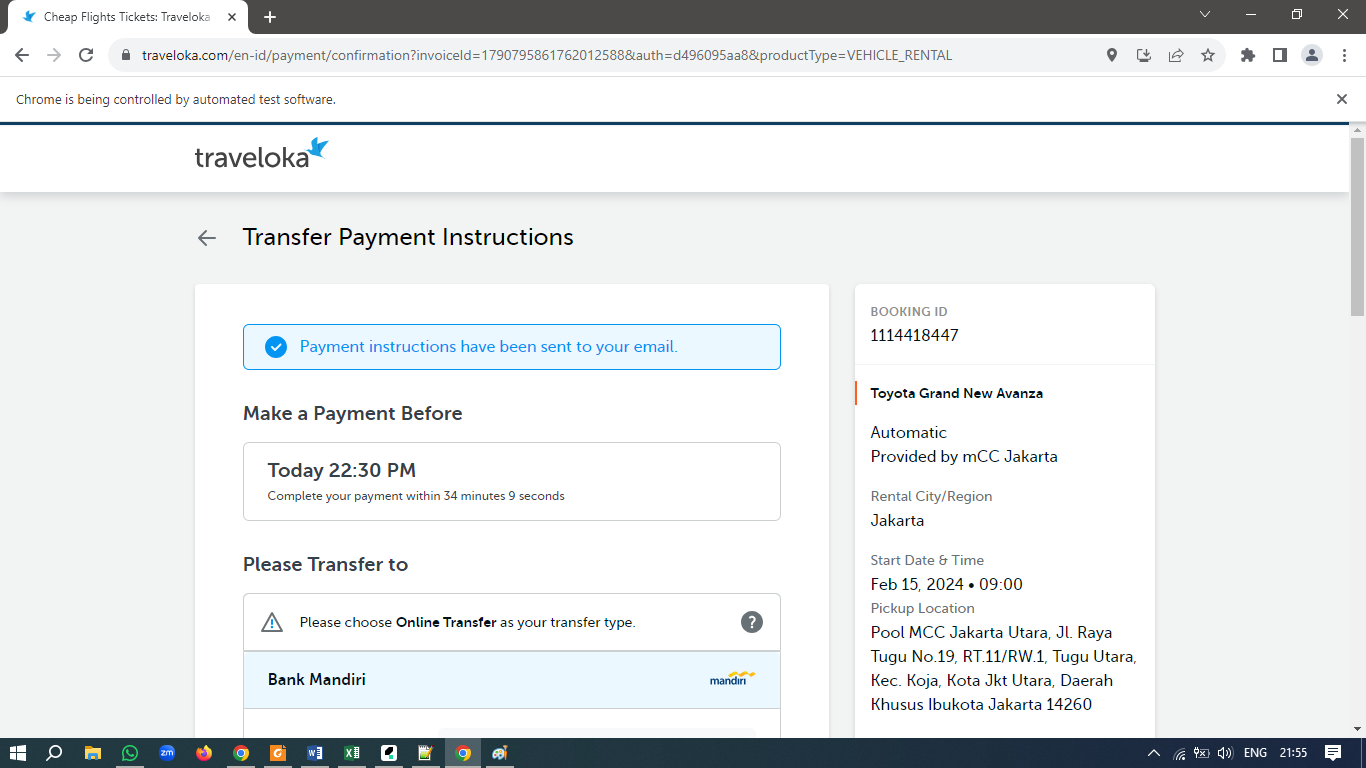 Cheap Flights Tickets: Traveloka
traveloka.com/en-id/payment/confirmation?invoiceId=1790795861762012588&auth=d496095aa8&productType=VEHICLE_RENTAL
Chrome is being controlled by automated test software.
traveloka
Transfer Payment Instructions
Payment instructions have been sent to your email.
Make a Payment Before
Today 22:30 PM
Complete your payment within 34 minutes 9 seconds
Please Transfer to
Please choose Online Transfer as your transfer type.
?
Bank Mandiri
mandiri
BOOKING ID
1114418447
Toyota Grand New Avanza
Automatic
Provided by mCC Jakarta
Rental City/Region
Jakarta
Start Date & Time
Feb 15, 2024 • 09:00
Pickup Location
Pool MCC Jakarta Utara, Jl. Raya
Tugu No.19, RT.11/RW.1, Tugu Utara,
Kec. Koja, Kota Jkt Utara, Daerah
Khusus Ibukota Jakarta 14260
zm
ENG
21:55